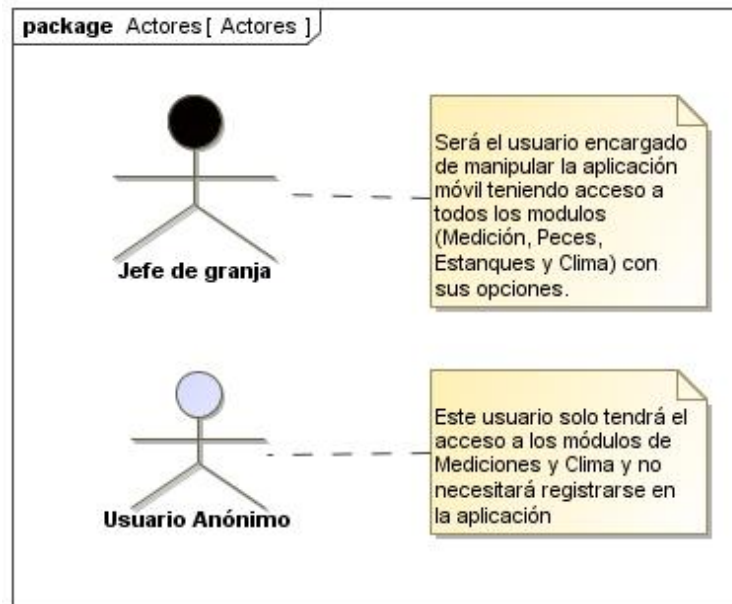 package Actores[ Actores ]
Será el usuario encargado
de manipular la aplicación
móvil teniendo acceso a
todos los modulos
(Medición, Peces,
Estanques y Clima) con
sus opciones.
Jefe de granja
Este usuario solo tendrá el
acceso a los módulos de
Mediciones y Clima y no
necesitará registrarse en
la aplicación
Usuario Anónimo